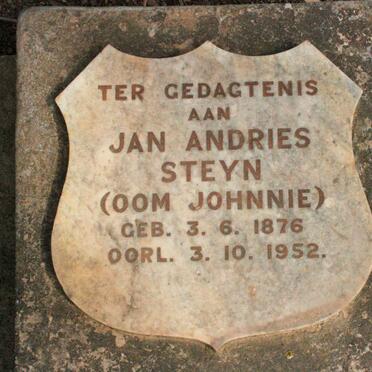 TER GEDAGTENIS
AAN
JAN ANDRIES
STEYN
(OOM JOHNNIE)
GEB. 3. 6. 1876
OORL. 3. 10. 1952.